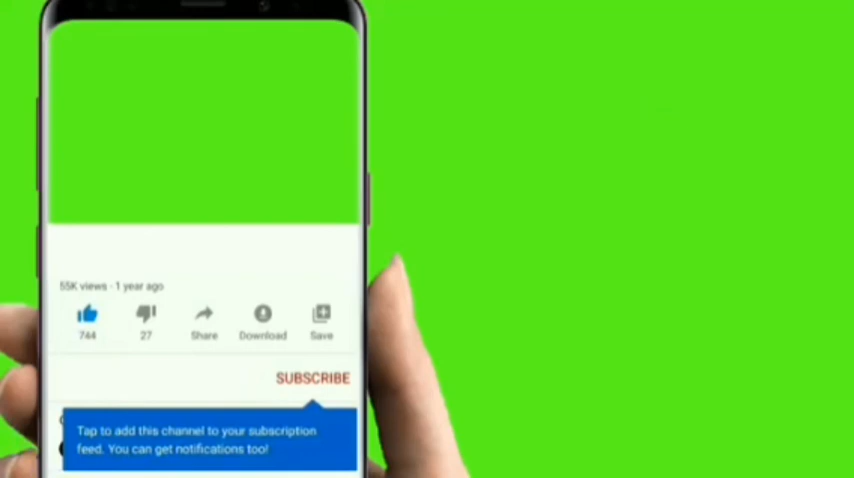 55K views · 1 year ago
744
27
Share
Download
Save
SUBSCRIBE
Tap to add this channel to your subscription
feed. You can get notifications too!